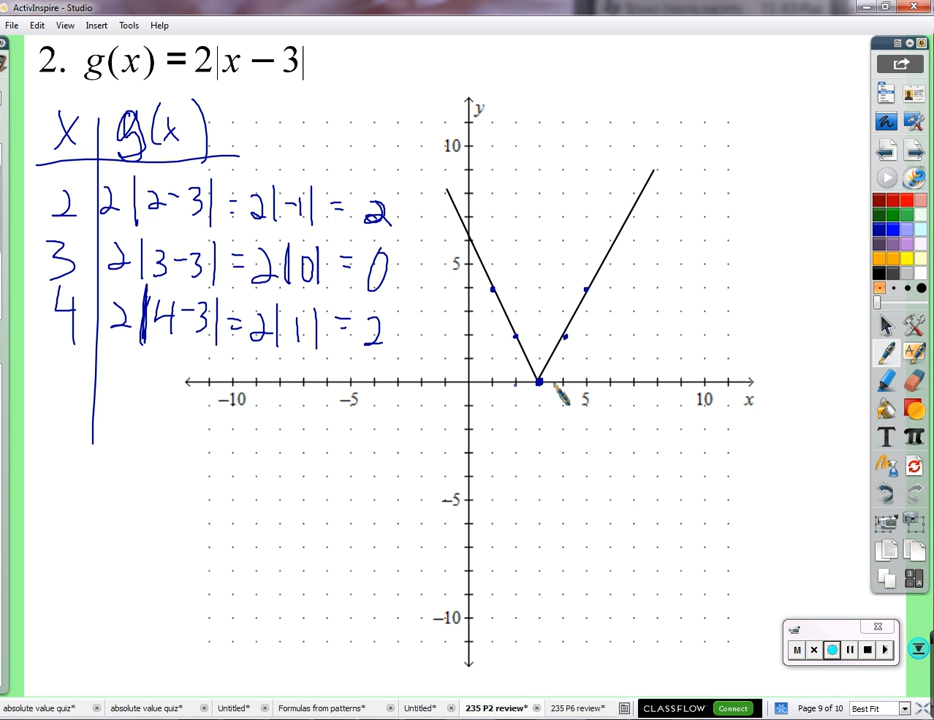 ActivInspire - Studio
File Edit View Insert Tools Help
2. g(x) = 2|x − 3|
x g(x)
2 2|2-3| = 2|-1| = 2
3 2|3-3| = 2|0| = 0
4 2|4-3| = 2|1| = 2
y
10
5
−10 −5 5 10 x
−5
−10
M
absolute value quiz* absolute value quiz* Untitled* Formulas from patterns* Untitled* 235 P2 review* 235 P6 review* CLASSFLOW Connect Page 9 of 10 Best Fit